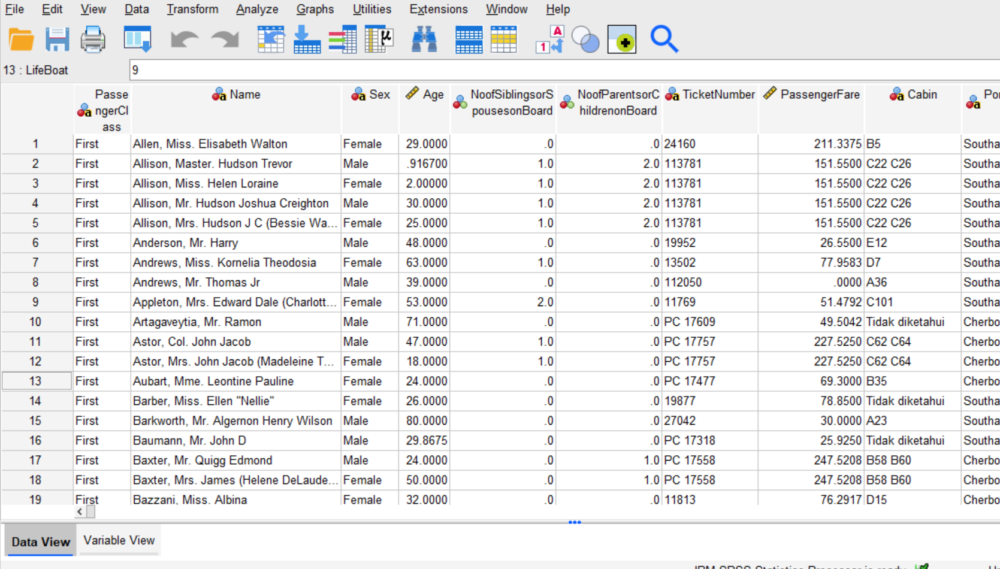 File Edit View Data Transform Analyze Graphs Utilities Extensions Window Help
A
1
µ
13 : LifeBoat 9
Passe
ngerCl
ass
Name Sex Age
NoofSiblingsorS
pousesonBoard
NoofParentsorC
hildrenonBoard
TicketNumber PassengerFare Cabin
1 First Allen, Miss. Elisabeth Walton Female 29.0000 .0 .0 24160 211.3375 B5 Southa
2 First Allison, Master. Hudson Trevor Male .916700 1.0 2.0 113781 151.5500 C22 C26 Southa
3 First Allison, Miss. Helen Loraine Female 2.00000 1.0 2.0 113781 151.5500 C22 C26 Southa
4 First Allison, Mr. Hudson Joshua Creighton Male 30.0000 1.0 2.0 113781 151.5500 C22 C26 Southa
5 First Allison, Mrs. Hudson J C (Bessie Wa... Female 25.0000 1.0 2.0 113781 151.5500 C22 C26 Southa
6 First Anderson, Mr. Harry Male 48.0000 .0 .0 19952 26.5500 E12 Southa
7 First Andrews, Miss. Kornelia Theodosia Female 63.0000 1.0 .0 13502 77.9583 D7 Southa
8 First Andrews, Mr. Thomas Jr Male 39.0000 .0 .0 112050 .0000 A36 Southa
9 First Appleton, Mrs. Edward Dale (Charlott... Female 53.0000 2.0 .0 11769 51.4792 C101 Southa
10 First Artagaveytia, Mr. Ramon Male 71.0000 .0 .0 PC 17609 49.5042 Tidak diketahui Cherbo
11 First Astor, Col. John Jacob Male 47.0000 1.0 .0 PC 17757 227.5250 C62 C64 Cherbo
12 First Astor, Mrs. John Jacob (Madeleine T... Female 18.0000 1.0 .0 PC 17757 227.5250 C62 C64 Cherbo
13 First Aubart, Mme. Leontine Pauline Female 24.0000 .0 .0 PC 17477 69.3000 B35 Cherbo
14 First Barber, Miss. Ellen "Nellie" Female 26.0000 .0 .0 19877 78.8500 Tidak diketahui Southa
15 First Barkworth, Mr. Algernon Henry Wilson Male 80.0000 .0 .0 27042 30.0000 A23 Southa
16 First Baumann, Mr. John D Male 29.8675 .0 .0 PC 17318 25.9250 Tidak diketahui Southa
17 First Baxter, Mr. Quigg Edmond Male 24.0000 .0 1.0 PC 17558 247.5208 B58 B60 Cherbo
18 First Baxter, Mrs. James (Helene DeLaude... Female 50.0000 .0 1.0 PC 17558 247.5208 B58 B60 Cherbo
19 First Bazzani, Miss. Albina Female 32.0000 .0 .0 11813 76.2917 D15 Cherbo
Data View Variable View
IBM SPSS Statistics Processor is ready